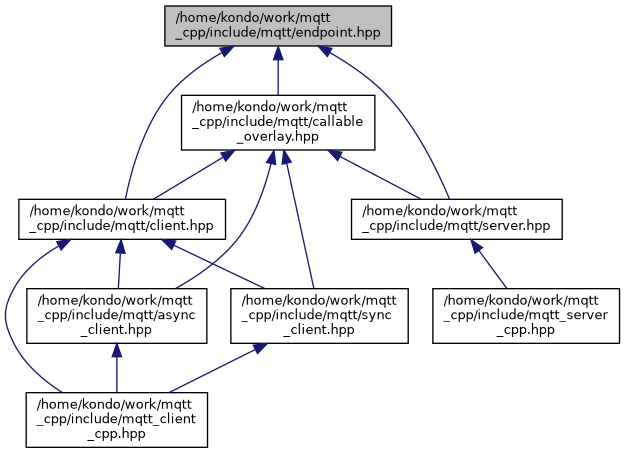 /home/kondo/work/mqtt
_cpp/include/mqtt/endpoint.hpp
/home/kondo/work/mqtt
_cpp/include/mqtt/callable
_overlay.hpp
/home/kondo/work/mqtt
_cpp/include/mqtt/client.hpp
/home/kondo/work/mqtt
_cpp/include/mqtt/server.hpp
/home/kondo/work/mqtt
_cpp/include/mqtt/async
_client.hpp
/home/kondo/work/mqtt
_cpp/include/mqtt/sync
_client.hpp
/home/kondo/work/mqtt
_cpp/include/mqtt_server
_cpp.hpp
/home/kondo/work/mqtt
_cpp/include/mqtt_client
_cpp.hpp